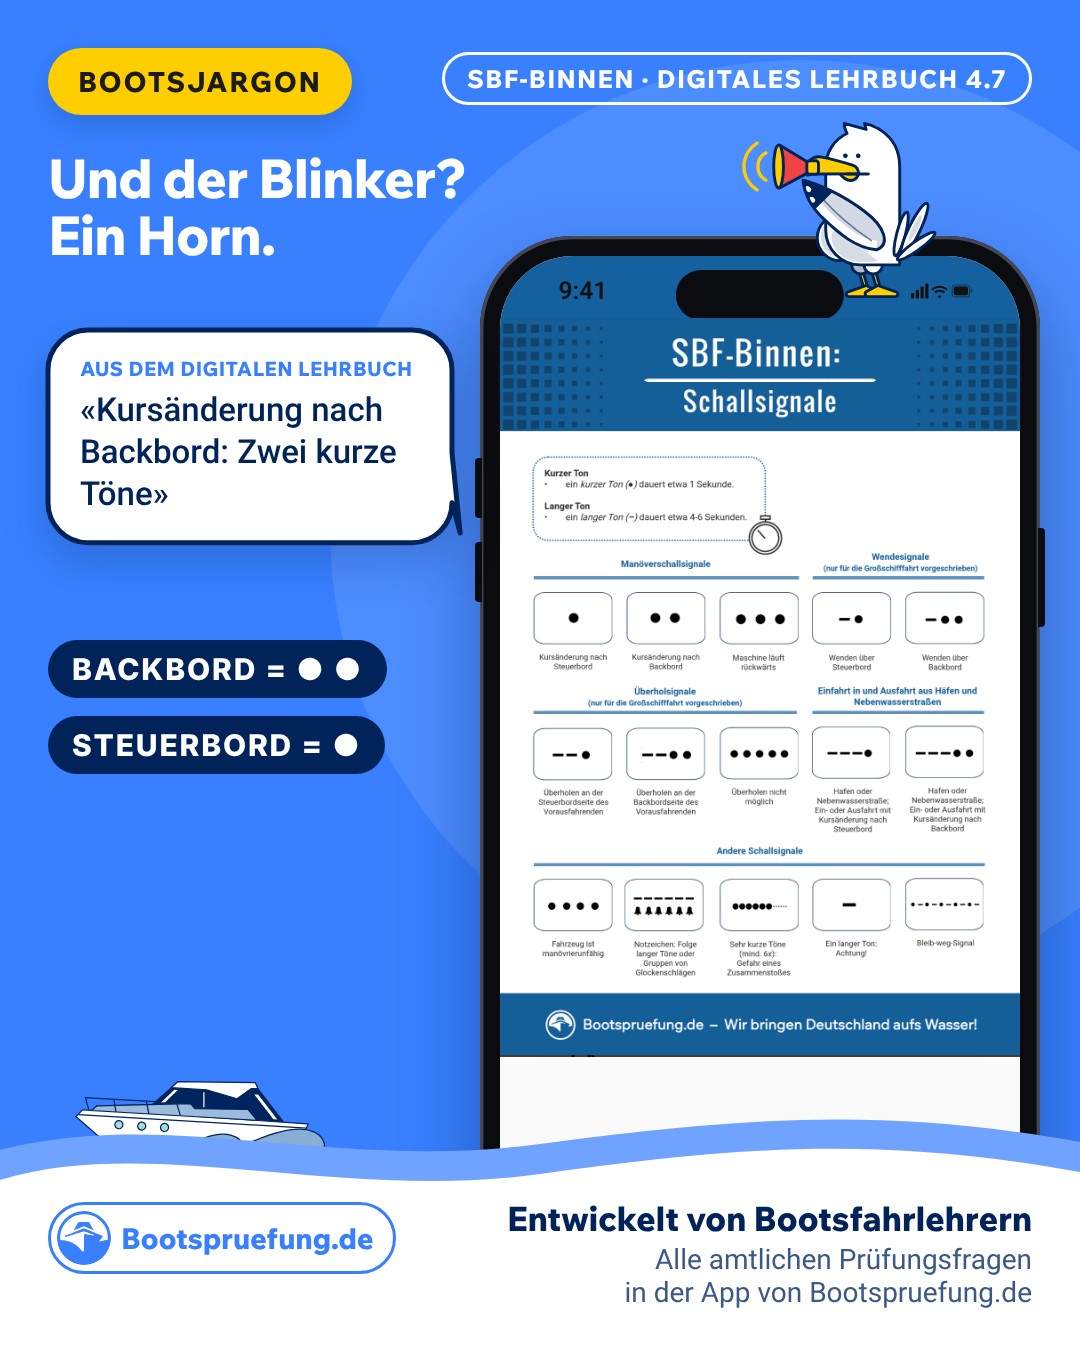 BOOTSJARGON
SBF-BINNEN · DIGITALES LEHRBUCH 4.7
Und der Blinker?
Ein Horn.
AUS DEM DIGITALEN LEHRBUCH
«Kursänderung nach
Backbord: Zwei kurze
Töne»
BACKBORD = ● ●
STEUERBORD = ●
9:41
SBF-Binnen:
Schallsignale
Kurzer Ton
• ein kurzer Ton (●) dauert etwa 1 Sekunde.
Langer Ton
• ein langer Ton (–) dauert etwa 4-6 Sekunden.
Manöverschallsignale
Wendesignale
(nur für die Großschifffahrt vorgeschrieben)
Kursänderung nach
Steuerbord
Kursänderung nach
Backbord
Maschine läuft
rückwärts
Wenden über
Steuerbord
Wenden über
Backbord
Überholsignale
(nur für die Großschifffahrt vorgeschrieben)
Einfahrt in und Ausfahrt aus Häfen und
Nebenwasserstraßen
Überholen an der
Steuerbordseite des
Vorausfahrenden
Überholen an der
Backbordseite des
Vorausfahrenden
Überholen nicht
möglich
Hafen oder
Nebenwasserstraße;
Ein- oder Ausfahrt mit
Kursänderung nach
Steuerbord
Hafen oder
Nebenwasserstraße;
Ein- oder Ausfahrt mit
Kursänderung nach
Backbord
Andere Schallsignale
Fahrzeug ist
manövrierunfähig
Notzeichen: Folge
langer Töne oder
Gruppen von
Glockenschlägen
Sehr kurze Töne
(mind. 6x):
Gefahr eines
Zusammenstoßes
Ein langer Ton:
Achtung!
Bleib-weg-Signal
Bootspruefung.de – Wir bringen Deutschland aufs Wasser!
Bootspruefung.de
Entwickelt von Bootsfahrlehrern
Alle amtlichen Prüfungsfragen
in der App von Bootspruefung.de